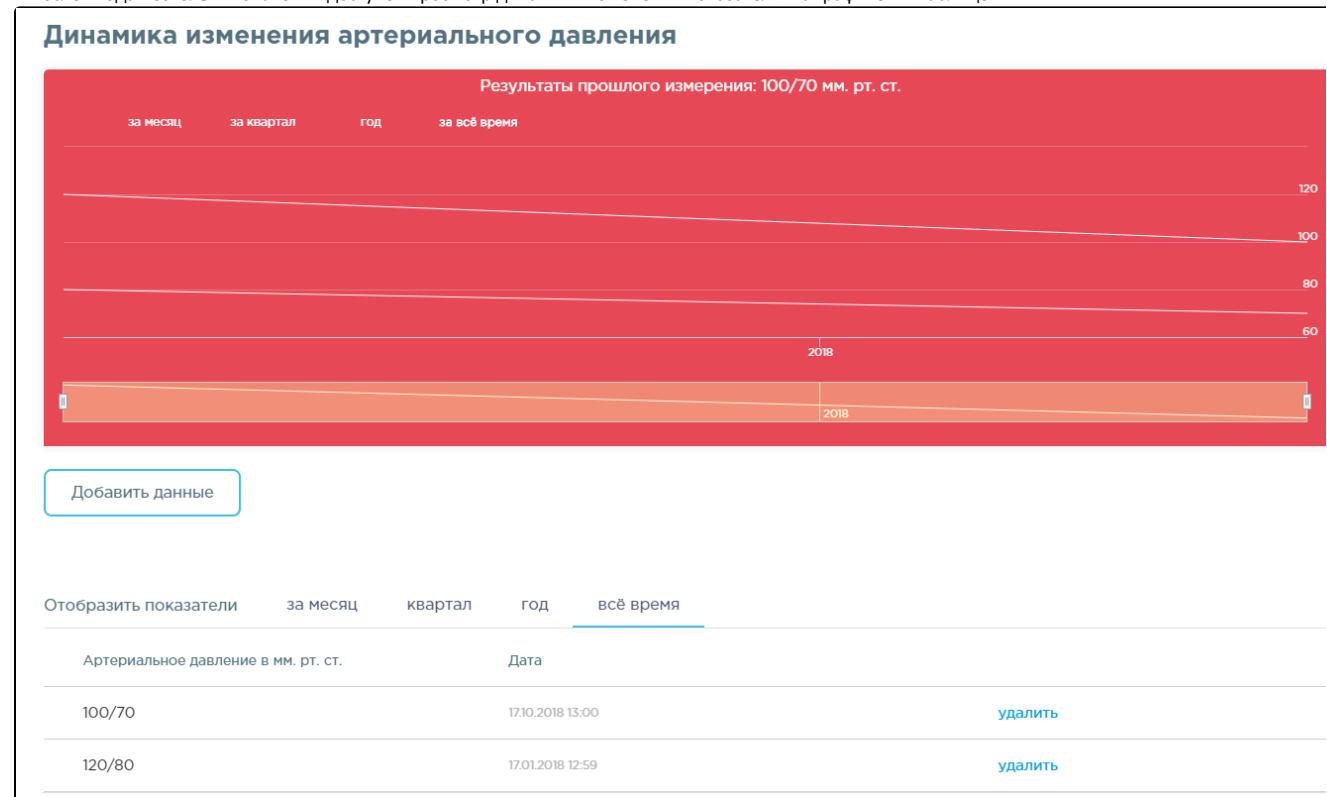 Динамика изменения артериального давления
Результаты прошлого измерения: 100/70 мм. рт. ст.
за месяц за квартал год за всё время
120
100
80
60
2018
2018
Добавить данные
Отобразить показатели за месяц квартал год всё время
Артериальное давление в мм. рт. ст. Дата
100/70 17.10.2018 13:00 удалить
120/80 17.01.2018 12:59 удалить